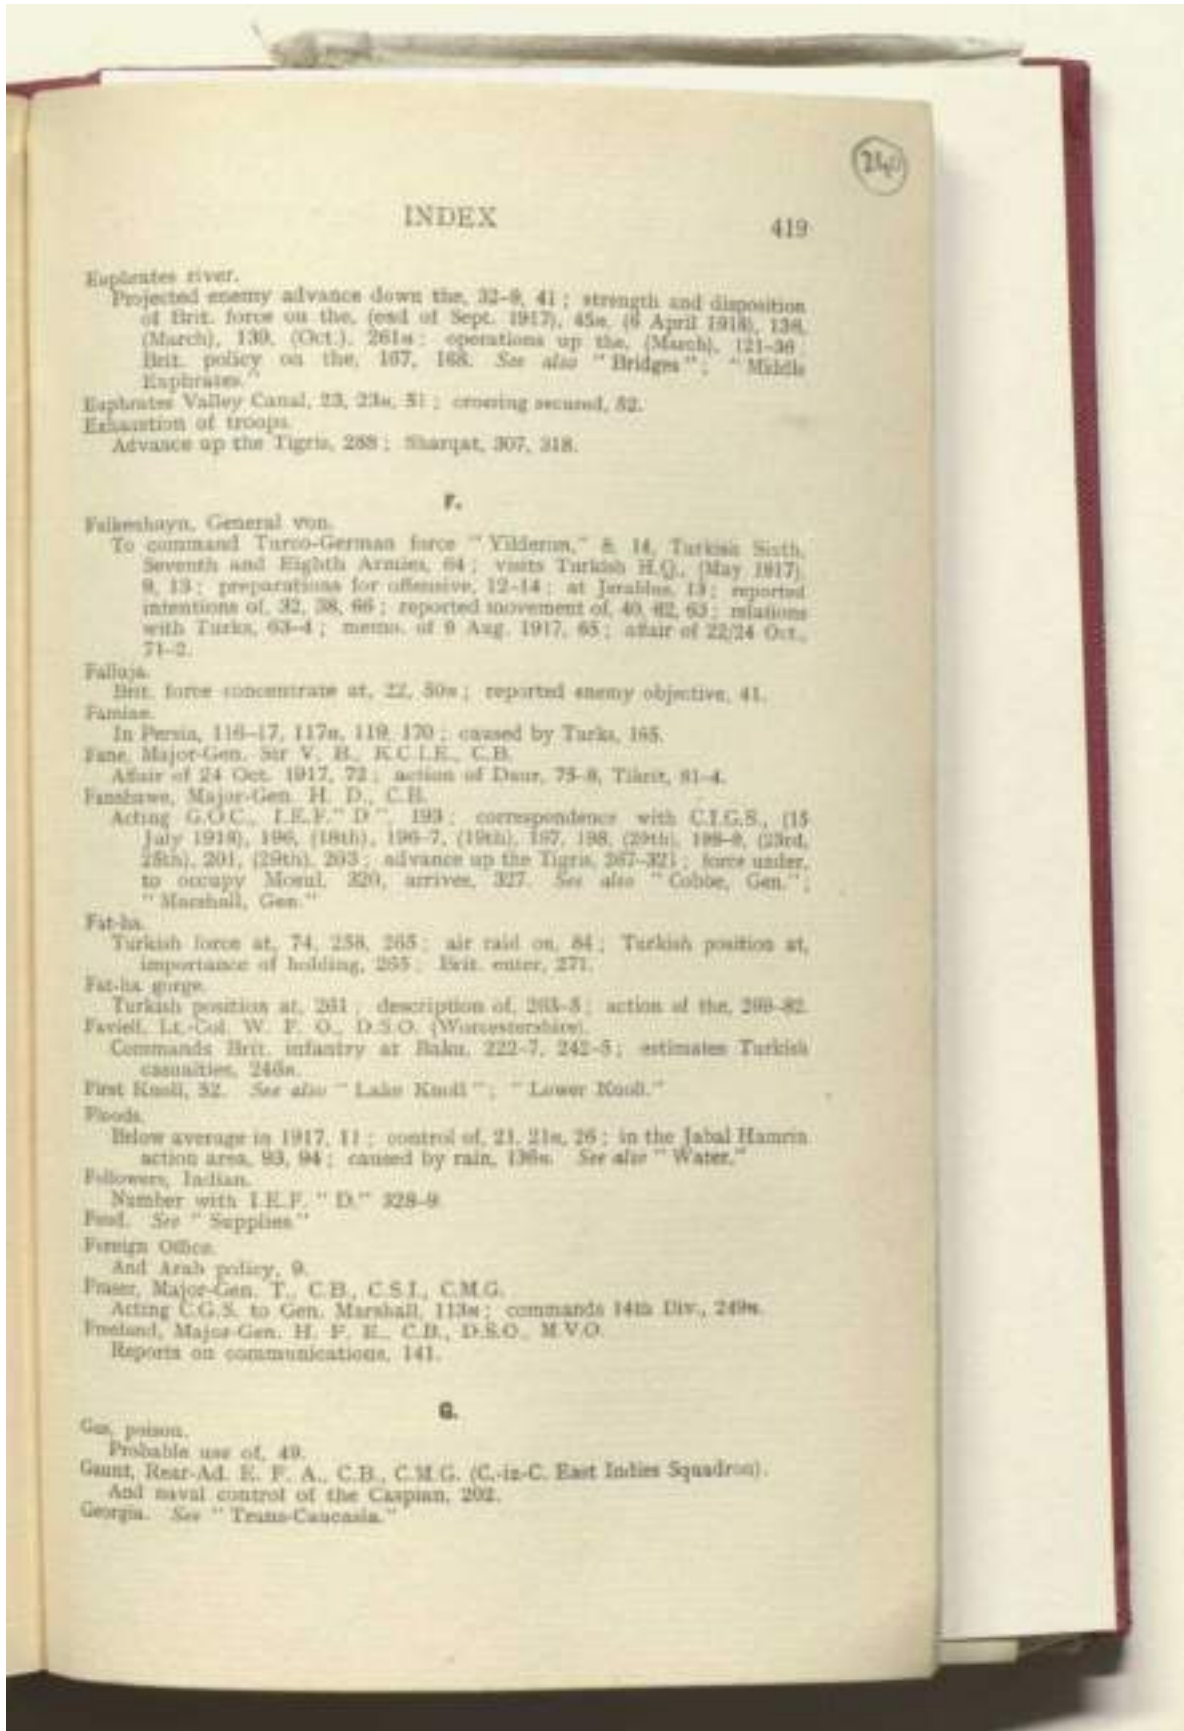 INDEX
419
Euphrates river.
Projected enemy advance down the, 32-9, 41 ; strength and disposition
of Brit. force on the, (end of Sept. 1917), 45n, (6 April 1918), 138,
(March), 139, (Oct.), 261n ; operations up the, (March), 121-36
Brit. policy on the, 167, 168. See also " Bridges " ; " Middle
Euphrates."
Euphrates Valley Canal, 23, 23n, 51 ; crossing secured, 52.
Exhaustion of troops.
Advance up the Tigris, 288 ; Sharqat, 307, 318.
F.
Falkenhayn, General von.
To command Turco-German force " Yilderim," 8, 14, Turkish Sixth,
Seventh and Eighth Armies, 64 ; visits Turkish H.Q., (May 1917),
9, 13 ; preparations for offensive, 12-14 ; at Jerablus, 13 ; reported
intentions of, 32, 38, 66 ; reported movement of, 40, 62, 63 ; relations
with Turks, 63-4 ; memo. of 9 Aug. 1917, 65 ; affair of 22/24 Oct.,
71-2.
Falluja.
Brit. force concentrate at, 22, 50n ; reported enemy objective, 41.
Famine.
In Persia, 116-17, 117n, 119, 170 ; caused by Turks, 165.
Fane, Major-Gen. Sir V. B., K.C.I.E., C.B.
Affair of 24 Oct. 1917, 72 ; action of Daur, 75-8, Tikrit, 81-4.
Fanshawe, Major-Gen. H. D., C.B.
Acting G.O.C., I.E.F." D ", 193 ; correspondence with C.I.G.S., (15
July 1918), 196, (18th), 196-7, (19th), 197, 198, (20th), 198-9, (23rd,
25th), 201, (29th), 203 ; advance up the Tigris, 267-321 ; force under,
to occupy Mosul, 320, arrives, 327. See also " Cobbe, Gen." ;
" Marshall, Gen."
Fat-ha.
Turkish force at, 74, 258, 265 ; air raid on, 84 ; Turkish position at,
importance of holding, 265 ; Brit. enter, 271.
Fat-ha gorge.
Turkish position at, 261 ; description of, 263-5 ; action of the, 266-82.
Faviell, Lt.-Col. W. F. O., D.S.O. (Worcestershire).
Commands Brit. infantry at Baku, 222-7, 242-5 ; estimates Turkish
casualties, 246n.
First Knoll, 52. See also " Lake Knoll " ; " Lower Knoll."
Floods.
Below average in 1917, 11 ; control of, 21, 21n, 26 ; in the Jabal Hamrin
action area, 93, 94 ; caused by rain, 136n. See also " Water."
Followers, Indian.
Number with I.E.F. " D." 328-9.
Food. See " Supplies."
Foreign Office.
And Arab policy, 9.
Fraser, Major-Gen. T., C.B., C.S.I., C.M.G.
Acting C.G.S. to Gen. Marshall, 113n ; commands 14th Div., 249n.
Freeland, Major-Gen. H. F. E., C.B., D.S.O., M.V.O.
Reports on communications, 141.
G.
Gas, poison.
Probable use of, 49.
Gaunt, Rear-Ad. E. F. A., C.B., C.M.G. (C.-in-C. East Indies Squadron).
And naval control of the Caspian, 202.
Georgia. See " Trans-Caucasia."